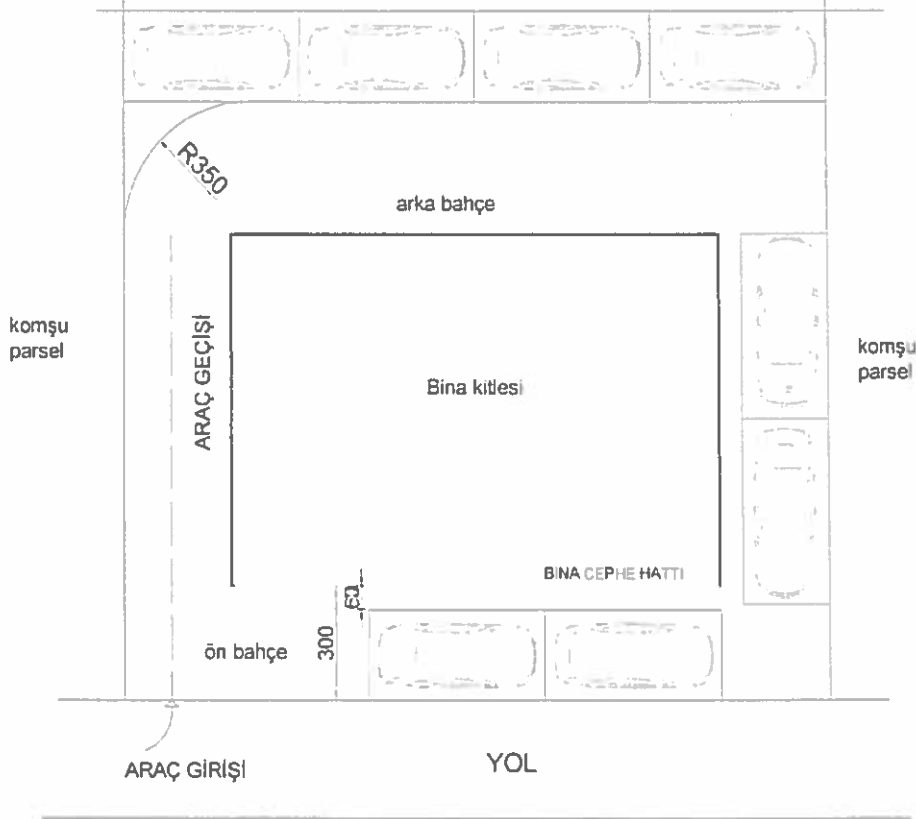 R350
arka bahçe
komşu
parsel
ARAÇ GEÇİŞİ
Bina kitlesi
komşu
parsel
BİNA CEPHE HATTI
60
300
ön bahçe
ARAÇ GİRİŞİ
YOL